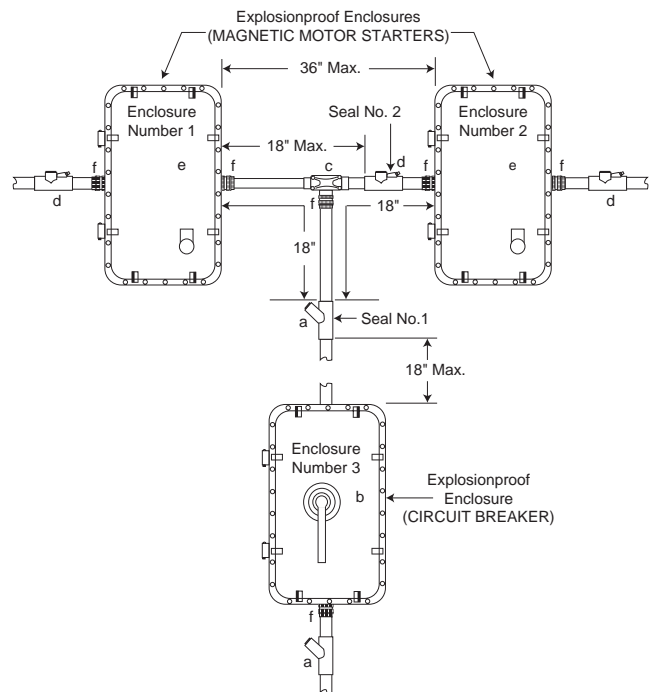 Explosionproof Enclosures
(MAGNETIC MOTOR STARTERS)
36" Max.
Enclosure
Number 1
Seal No. 2
Enclosure
Number 2
18" Max.
f
e
f
c
d
f
e
f
d
f
18"
18"
d
a
Seal No.1
18" Max.
Enclosure
Number 3
b
Explosionproof
Enclosure
(CIRCUIT BREAKER)
f
a